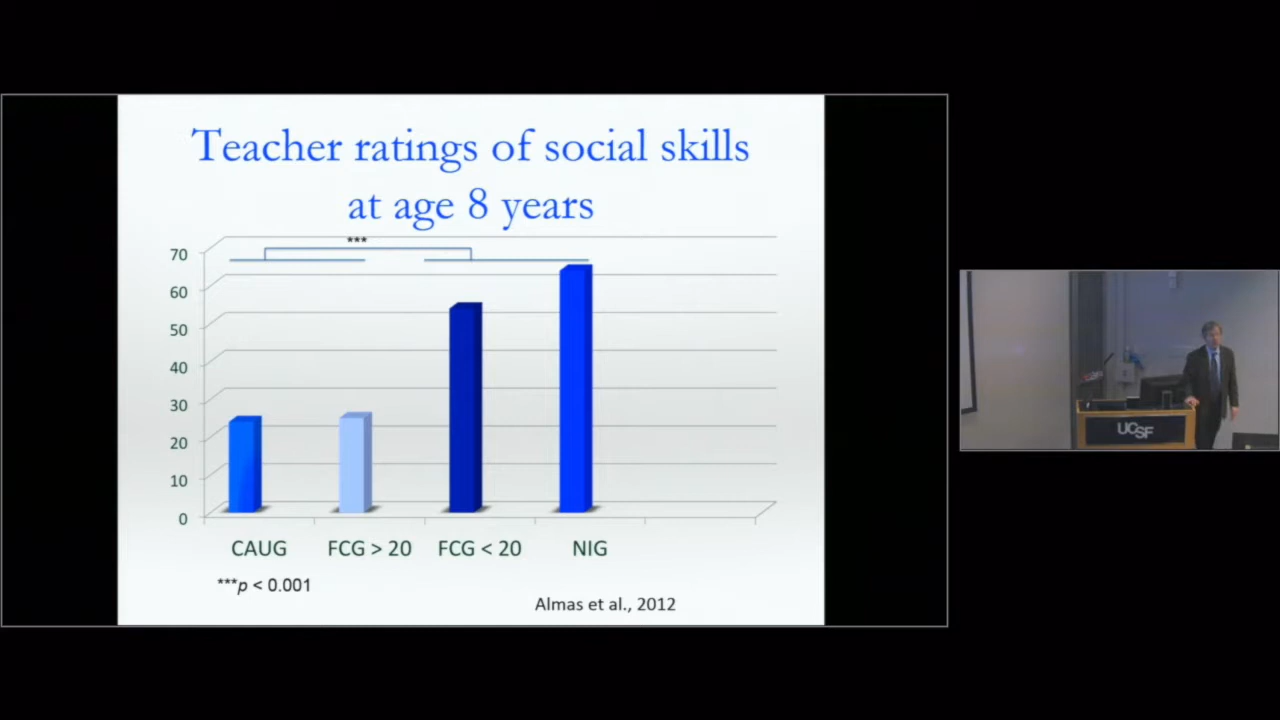 Teacher ratings of social skills
at age 8 years
***
70
60
50
40
30
20
10
0
CAUG FCG > 20 FCG < 20 NIG
***p < 0.001
Almas et al., 2012
UCSF